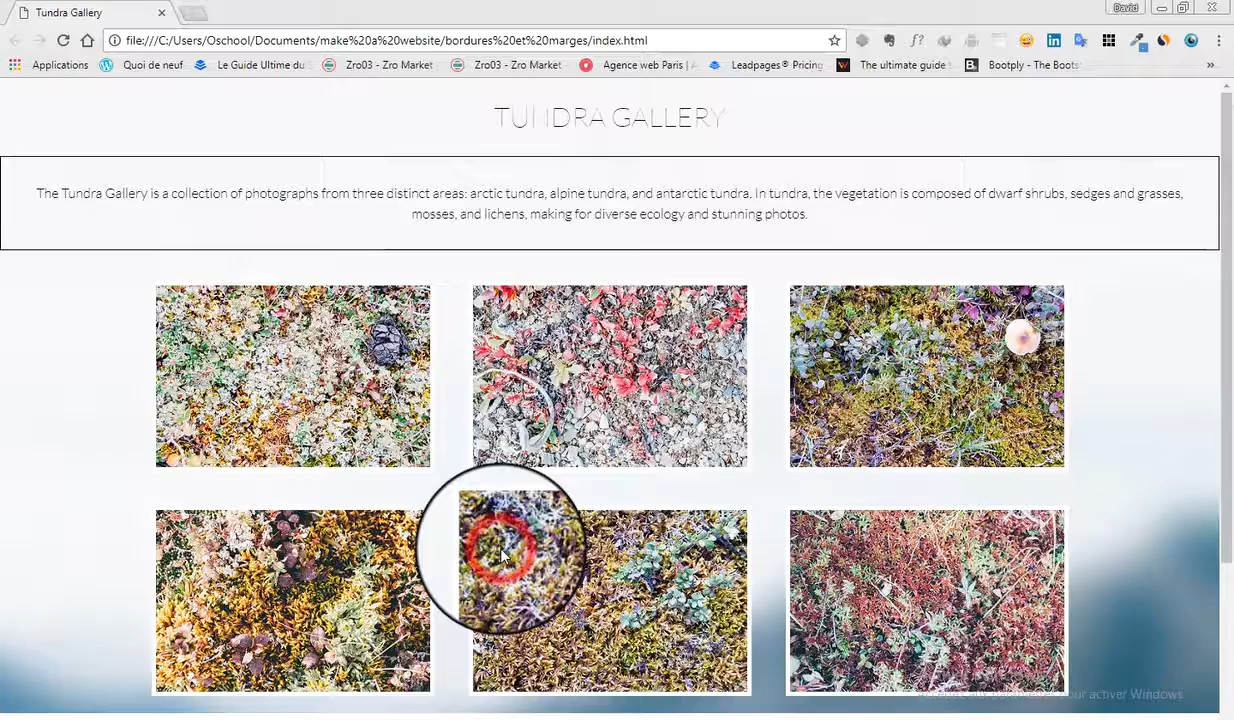 Tundra Gallery
David
file:///C:/Users/Oschool/Documents/make%20a%20website/bordures%20et%20marges/index.html
Applications Quoi de neuf Le Guide Ultime du Zro03 - Zro Market Zro03 - Zro Market Agence web Paris | Leadpages® Pricing The ultimate guide Bootply - The Boots
TUNDRA GALLERY
The Tundra Gallery is a collection of photographs from three distinct areas: arctic tundra, alpine tundra, and antarctic tundra. In tundra, the vegetation is composed of dwarf shrubs, sedges and grasses,
mosses, and lichens, making for diverse ecology and stunning photos.
paramètres pour activer Windows